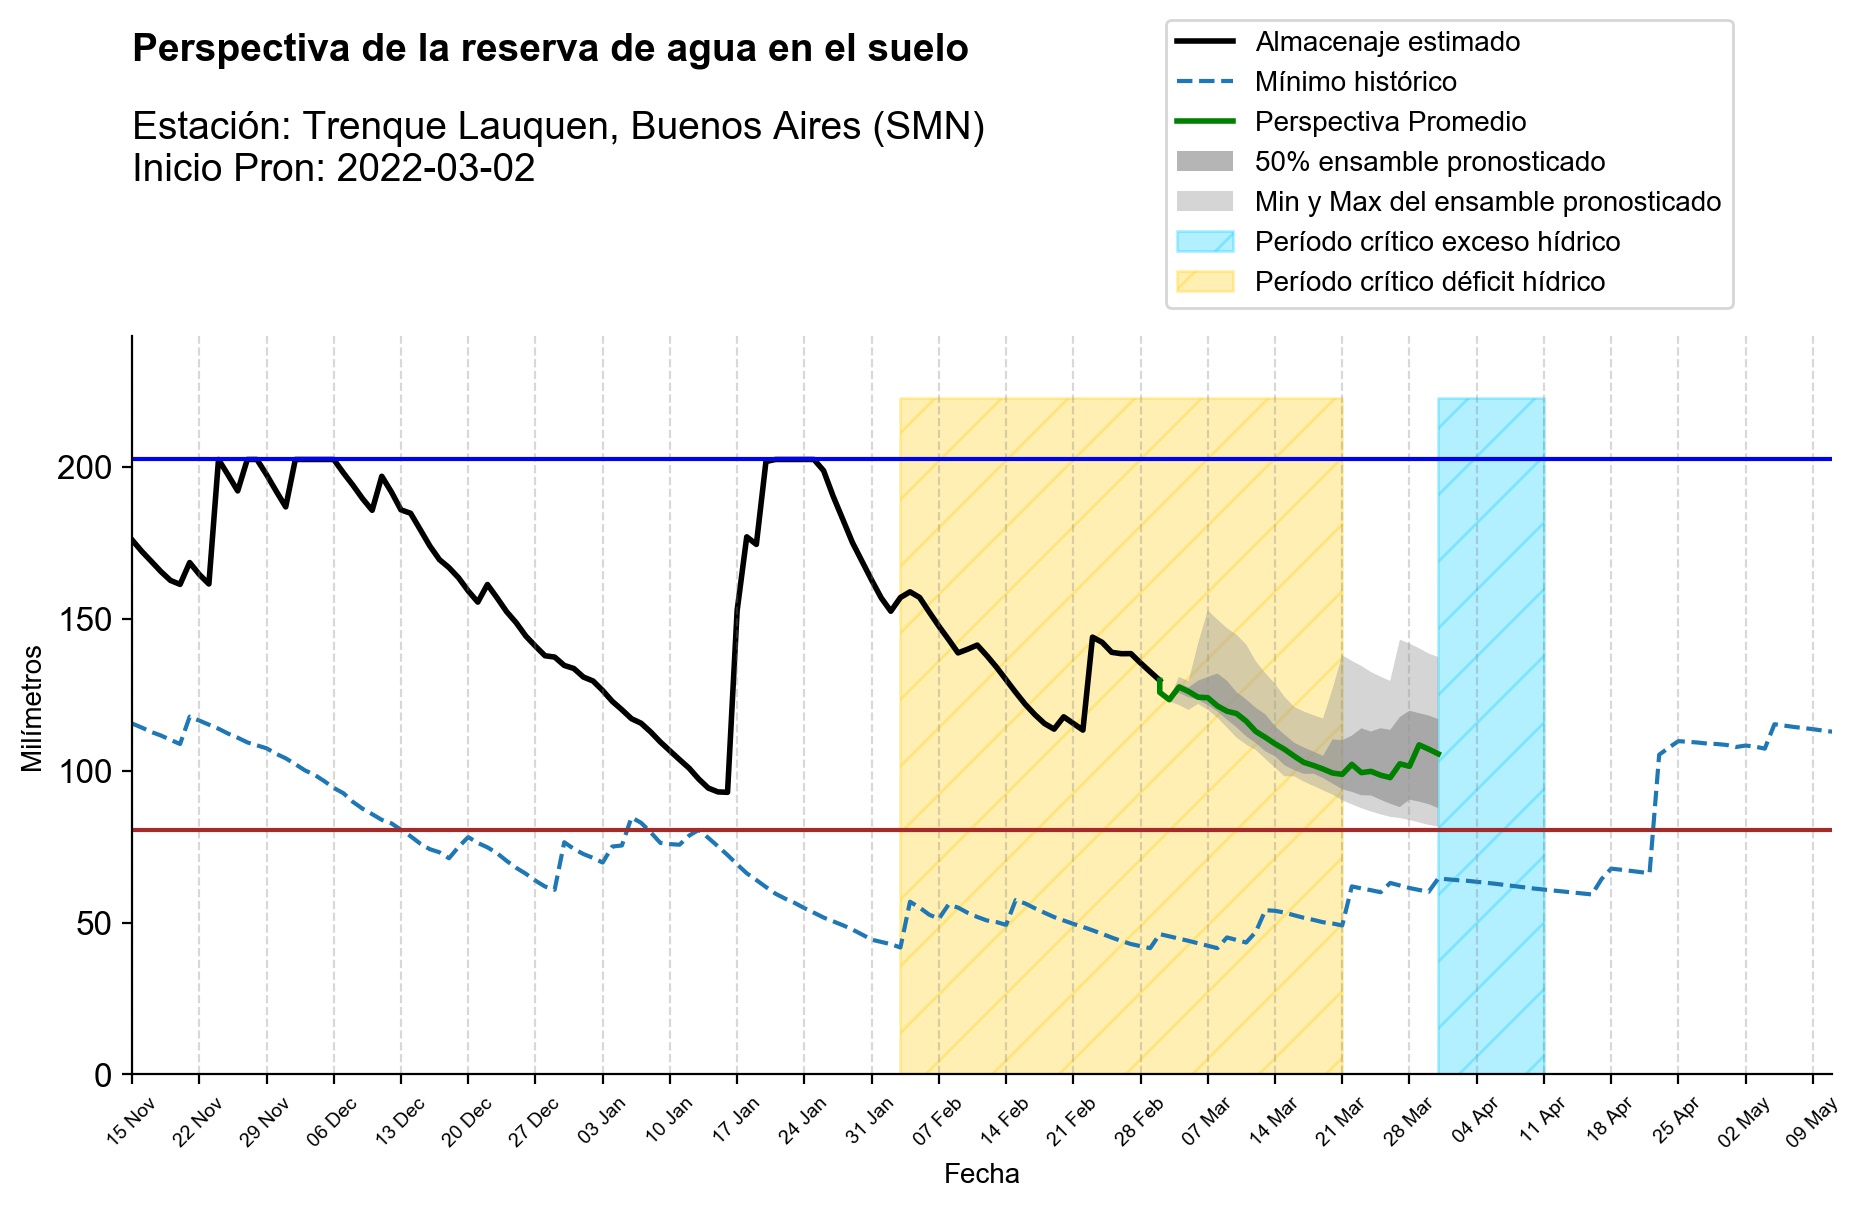 Perspectiva de la reserva de agua en el suelo
Estación: Trenque Lauquen, Buenos Aires (SMN)
Inicio Pron: 2022-03-02
Almacenaje estimado
Mínimo histórico
Perspectiva Promedio
50% ensamble pronosticado
Min y Max del ensamble pronosticado
Período crítico exceso hídrico
Período crítico déficit hídrico
Milímetros
200
150
100
50
0
15 Nov
22 Nov
29 Nov
06 Dec
13 Dec
20 Dec
27 Dec
03 Jan
10 Jan
17 Jan
24 Jan
31 Jan
07 Feb
14 Feb
21 Feb
28 Feb
07 Mar
14 Mar
21 Mar
28 Mar
04 Apr
11 Apr
18 Apr
25 Apr
02 May
09 May
Fecha